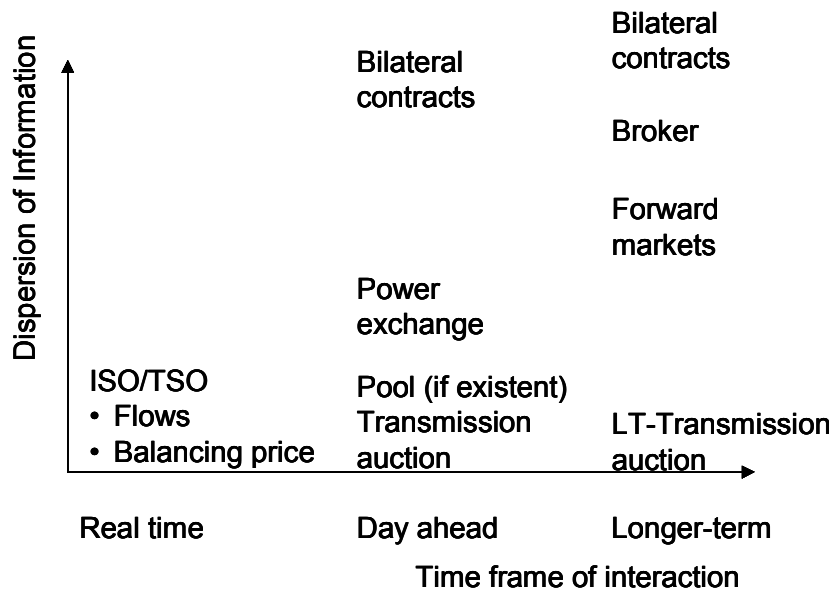 Dispersion of Information
Bilateral
contracts
Bilateral
contracts
Broker
Forward
markets
Power
exchange
ISO/TSO
• Flows
• Balancing price
Pool (if existent)
Transmission
auction
LT-Transmission
auction
Real time
Day ahead
Longer-term
Time frame of interaction